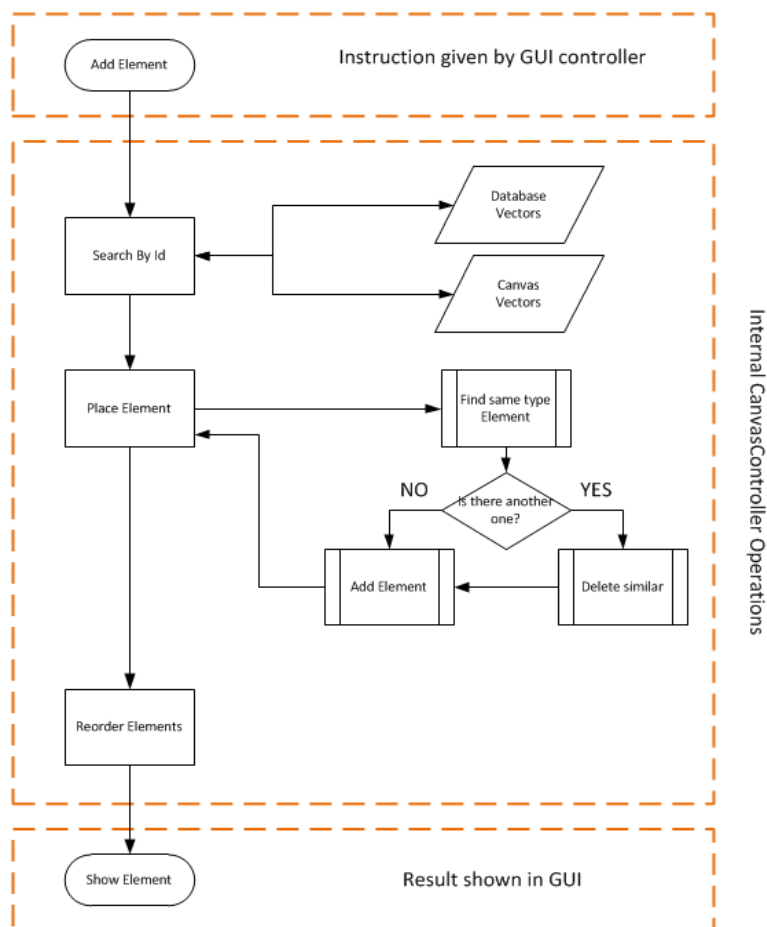 Add Element
Instruction given by GUI controller
Database
Vectors
Search By Id
Canvas
Vectors
Internal CanvasController Operations
Place Element
Find same type
Element
NO
YES
Is there another
one?
Add Element
Delete similar
Reorder Elements
Show Element
Result shown in GUI